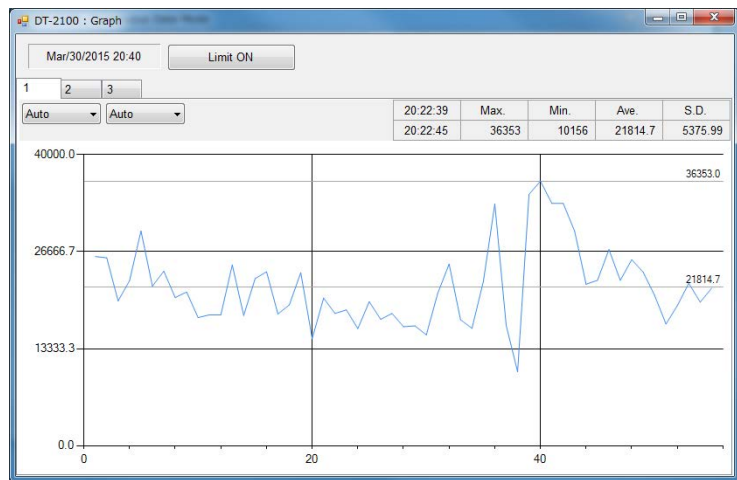 DT-2100 : Graph
Mar/30/2015 20:40
Limit ON
1 2 3
Auto Auto
20:22:39 Max. Min. Ave. S.D.
20:22:45 36353 10156 21814.7 5375.99
40000.0
36353.0
26666.7
21814.7
13333.3
0.0
0 20 40